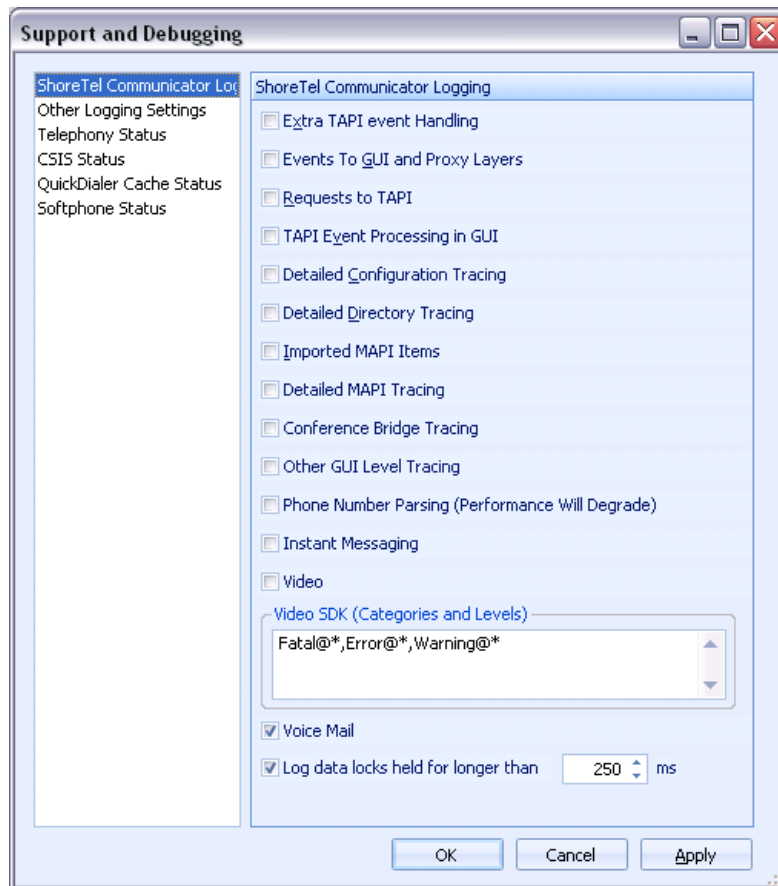 Support and Debugging
ShoreTel Communicator Log
Other Logging Settings
Telephony Status
CSIS Status
QuickDialer Cache Status
Softphone Status
ShoreTel Communicator Logging
Extra TAPI event Handling
Events To GUI and Proxy Layers
Requests to TAPI
TAPI Event Processing in GUI
Detailed Configuration Tracing
Detailed Directory Tracing
Imported MAPI Items
Detailed MAPI Tracing
Conference Bridge Tracing
Other GUI Level Tracing
Phone Number Parsing (Performance Will Degrade)
Instant Messaging
Video
Video SDK (Categories and Levels)
Fatal@*,Error@*,Warning@*
Voice Mail
Log data locks held for longer than 250 ms
OK Cancel Apply